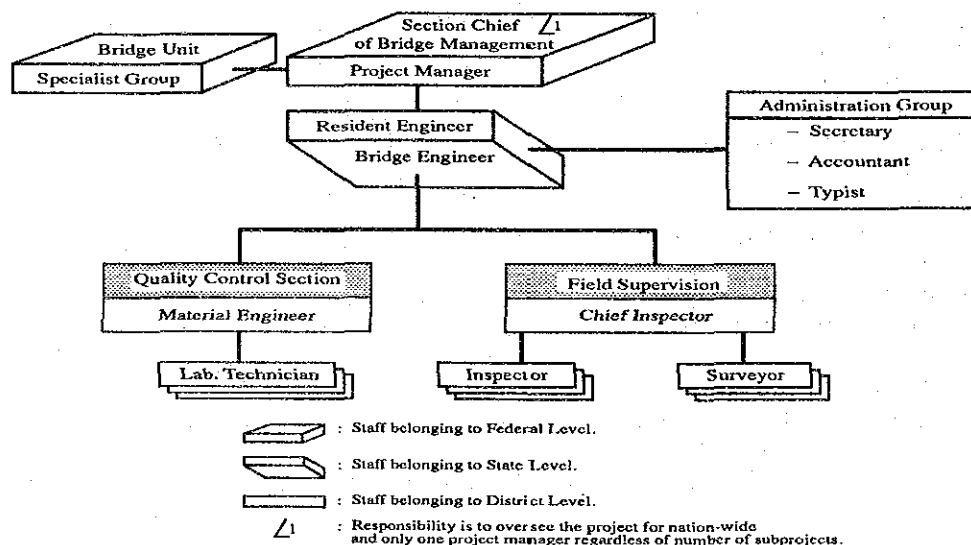 Section Chief ∠1
of Bridge Management
Project Manager
Bridge Unit
Specialist Group
Resident Engineer
Bridge Engineer
Administration Group
– Secretary
– Accountant
– Typist
Quality Control Section
Material Engineer
Field Supervision
Chief Inspector
Lab. Technician
Inspector
Surveyor
: Staff belonging to Federal Level.
: Staff belonging to State Level.
: Staff belonging to District Level.
∠1 : Responsibility is to oversee the project for nation-wide
and only one project manager regardless of number of subprojects.